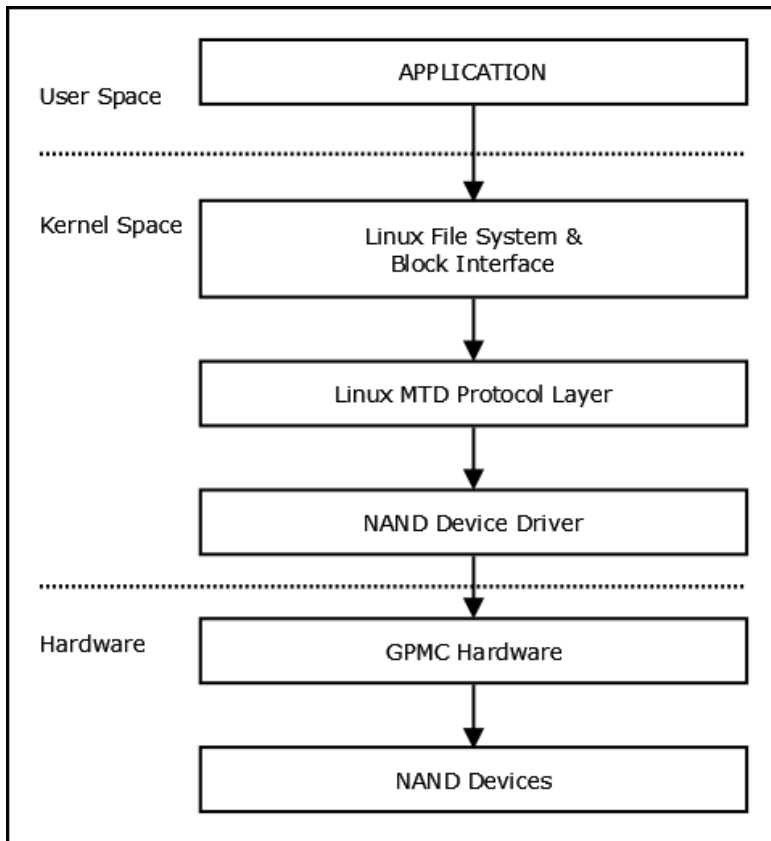 APPLICATION
User Space
Kernel Space
Linux File System &
Block Interface
Linux MTD Protocol Layer
NAND Device Driver
Hardware
GPMC Hardware
NAND Devices